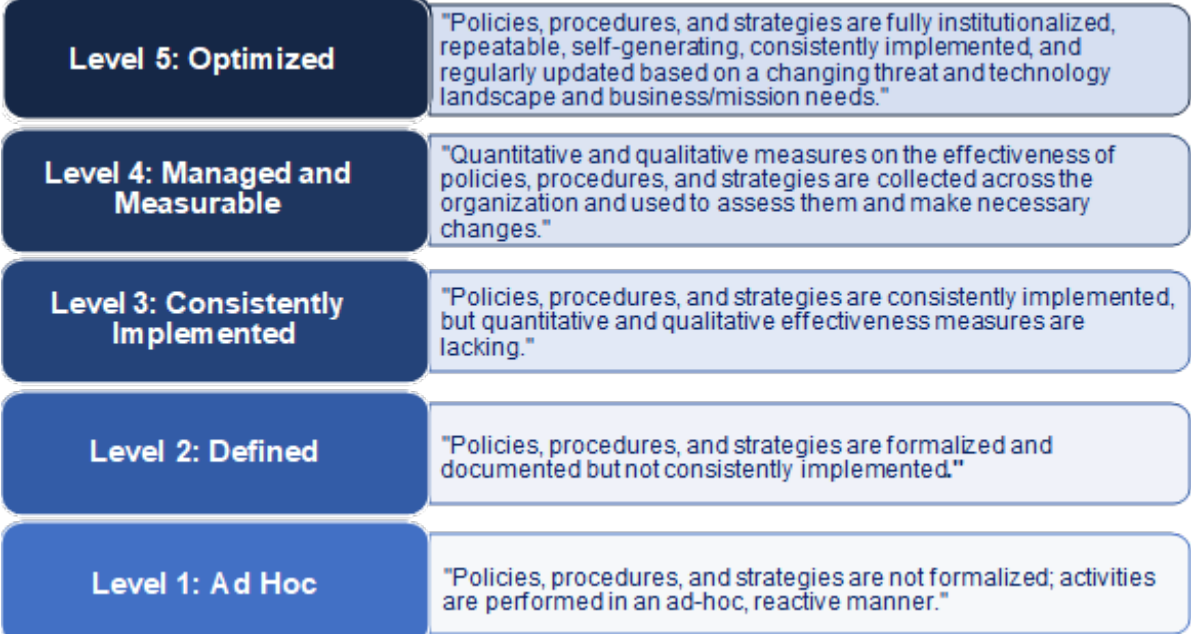 Level 5: Optimized
"Policies, procedures, and strategies are fully institutionalized,
repeatable, self-generating, consistently implemented, and
regularly updated based on a changing threat and technology
landscape and business/mission needs."
Level 4: Managed and
Measurable
"Quantitative and qualitative measures on the effectiveness of
policies, procedures, and strategies are collected across the
organization and used to assess them and make necessary
changes."
Level 3: Consistently
Implemented
"Policies, procedures, and strategies are consistently implemented,
but quantitative and qualitative effectiveness measures are
lacking."
Level 2: Defined
"Policies, procedures, and strategies are formalized and
documented but not consistently implemented."
Level 1: Ad Hoc
"Policies, procedures, and strategies are not formalized; activities
are performed in an ad-hoc, reactive manner."